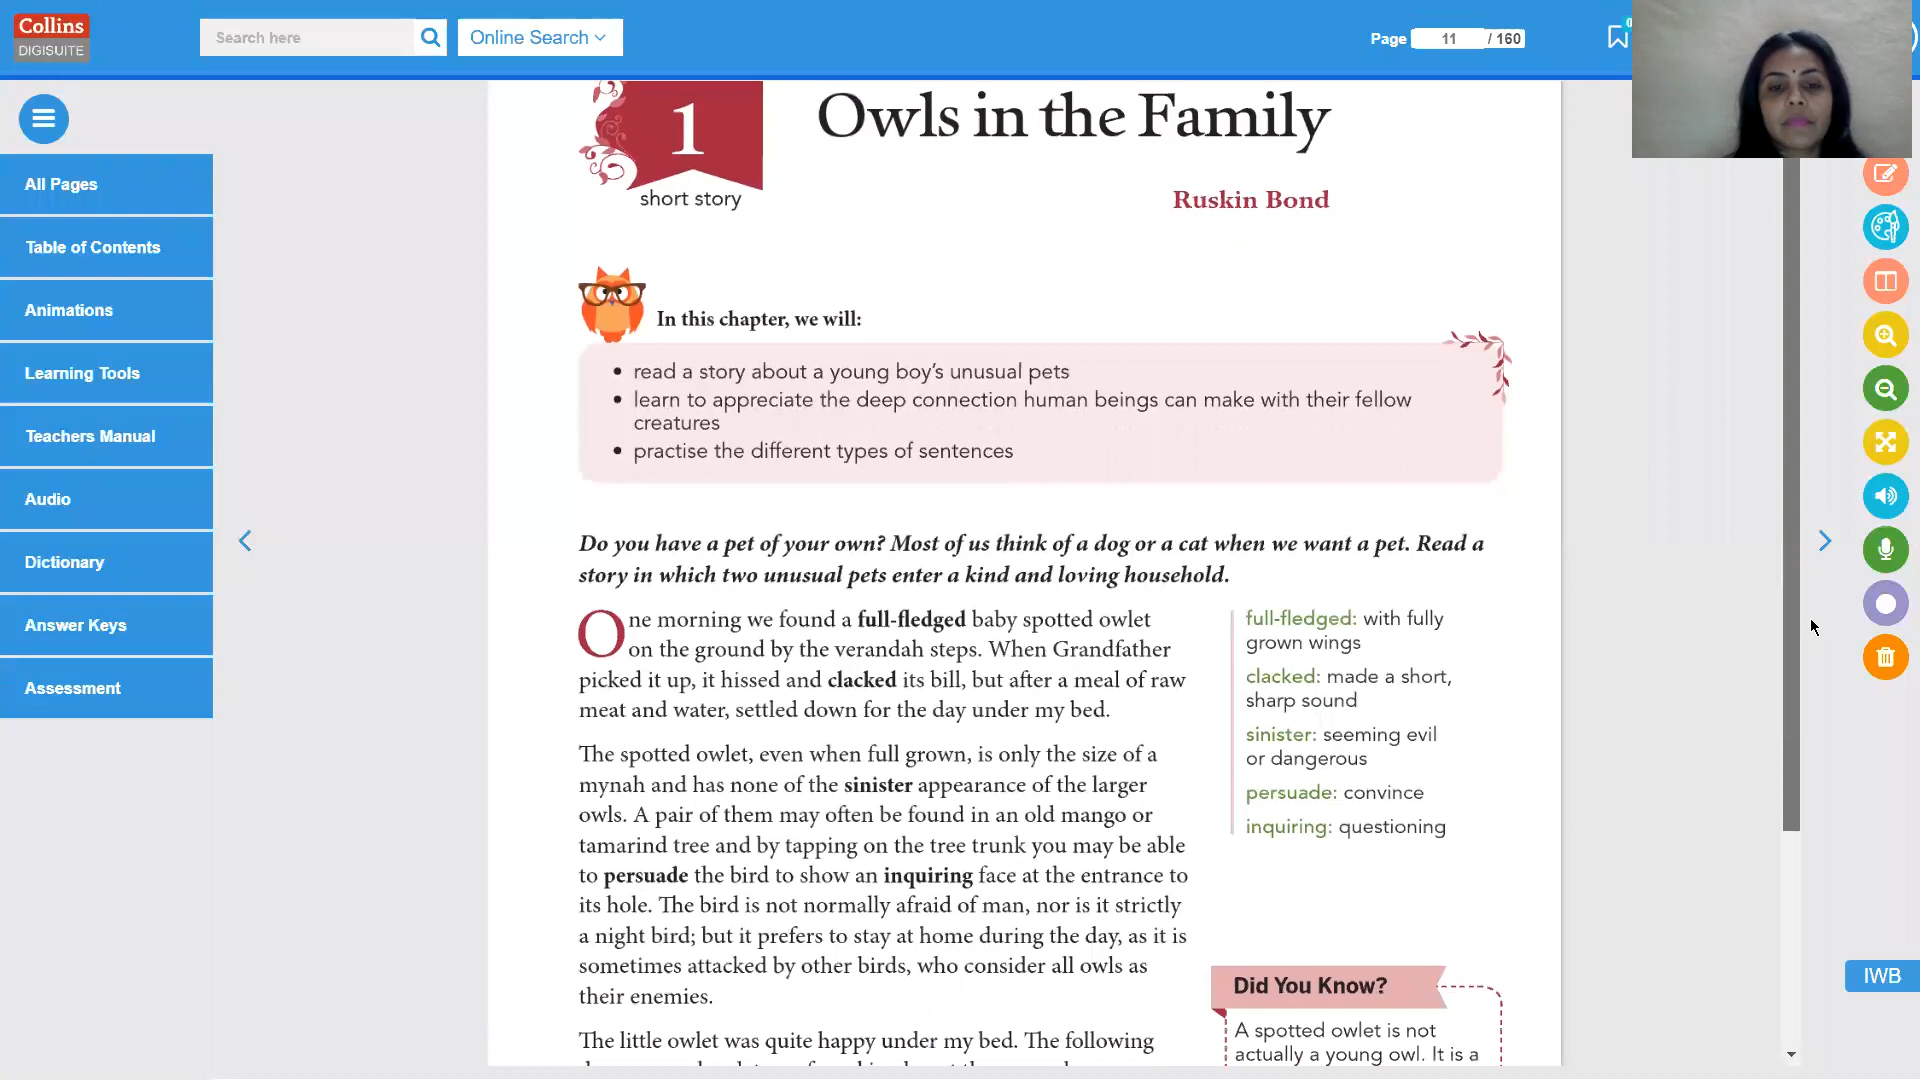 Collins
DIGISUITE
Search here
Online Search
Page 11 / 160
0
All Pages
Table of Contents
Animations
Learning Tools
Teachers Manual
Audio
Dictionary
Answer Keys
Assessment
1
short story
Owls in the Family
Ruskin Bond
In this chapter, we will:
• read a story about a young boy's unusual pets
• learn to appreciate the deep connection human beings can make with their fellow
creatures
• practise the different types of sentences
Do you have a pet of your own? Most of us think of a dog or a cat when we want a pet. Read a
story in which two unusual pets enter a kind and loving household.
One morning we found a full-fledged baby spotted owlet
on the ground by the verandah steps. When Grandfather
picked it up, it hissed and clacked its bill, but after a meal of raw
meat and water, settled down for the day under my bed.
The spotted owlet, even when full grown, is only the size of a
mynah and has none of the sinister appearance of the larger
owls. A pair of them may often be found in an old mango or
tamarind tree and by tapping on the tree trunk you may be able
to persuade the bird to show an inquiring face at the entrance to
its hole. The bird is not normally afraid of man, nor is it strictly
a night bird; but it prefers to stay at home during the day, as it is
sometimes attacked by other birds, who consider all owls as
their enemies.
The little owlet was quite happy under my bed. The following
full-fledged: with fully
grown wings
clacked: made a short,
sharp sound
sinister: seeming evil
or dangerous
persuade: convince
inquiring: questioning
Did You Know?
A spotted owlet is not
actually a young owl. It is a
IWB